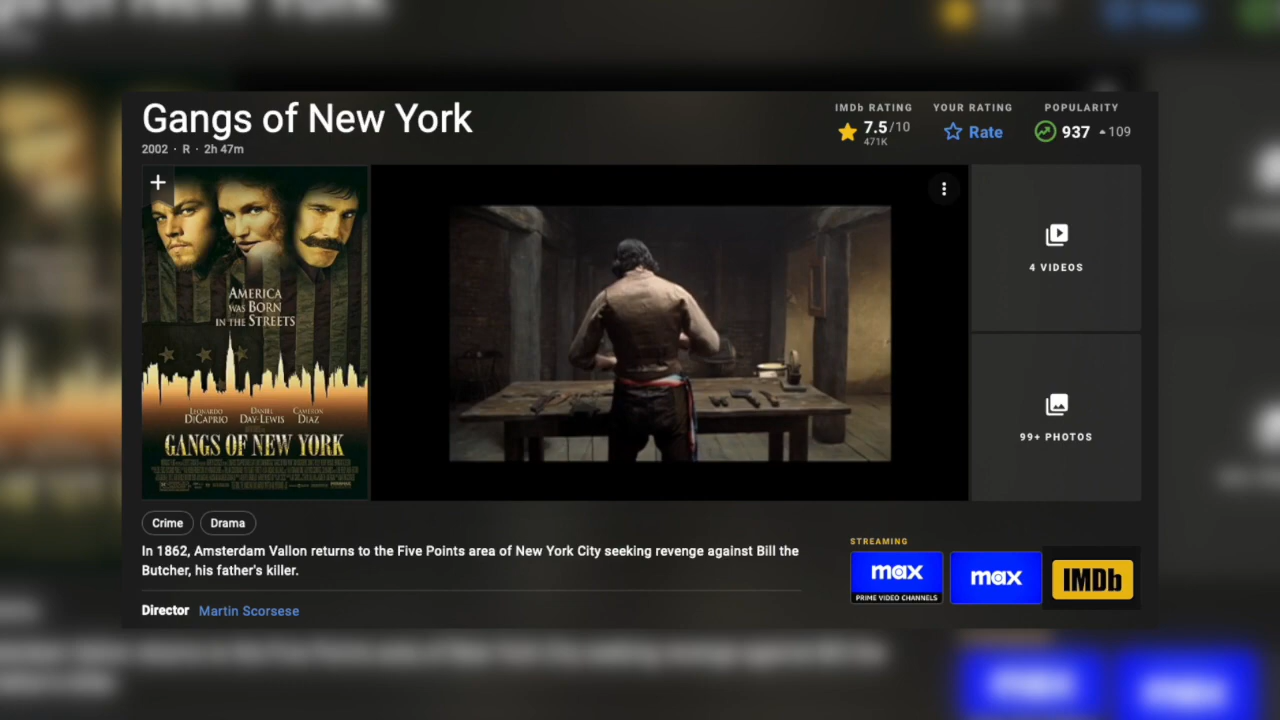 Gangs of New York
2002 · R · 2h 47m
IMDb RATING
7.5/10
471K
YOUR RATING
Rate
POPULARITY
937
109
AMERICA
WAS BORN
IN THE STREETS
LEONARDO
DICAPRIO
DANIEL
DAY-LEWIS
CAMERON
DIAZ
GANGS OF NEW YORK
4 VIDEOS
99+ PHOTOS
Crime
Drama
In 1862, Amsterdam Vallon returns to the Five Points area of New York City seeking revenge against Bill the
Butcher, his father's killer.
Director Martin Scorsese
STREAMING
max
PRIME VIDEO CHANNELS
max
IMDb